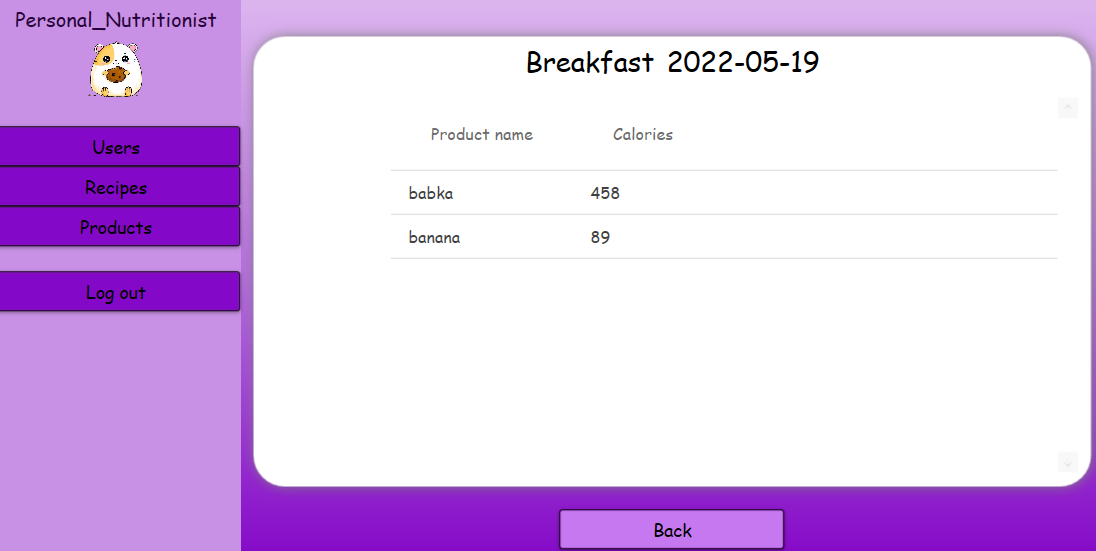 Personal_Nutritionist
Users
Recipes
Products
Log out
Breakfast 2022-05-19
Product name Calories
babka 458
banana 89
Back